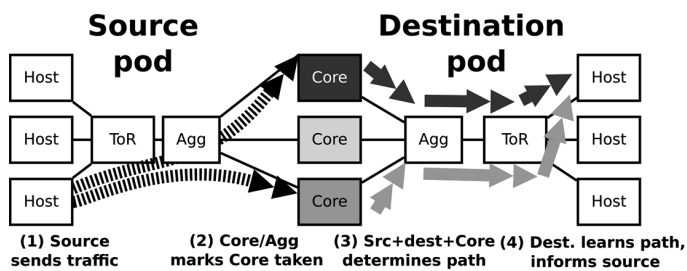 Source
pod
Destination
pod
Host
Core
Host
Host
ToR
Agg
Core
Agg
ToR
Host
Host
Core
Host
(1) Source
sends traffic
(2) Core/Agg
marks Core taken
(3) Src+dest+Core
determines path
(4) Dest. learns path,
informs source